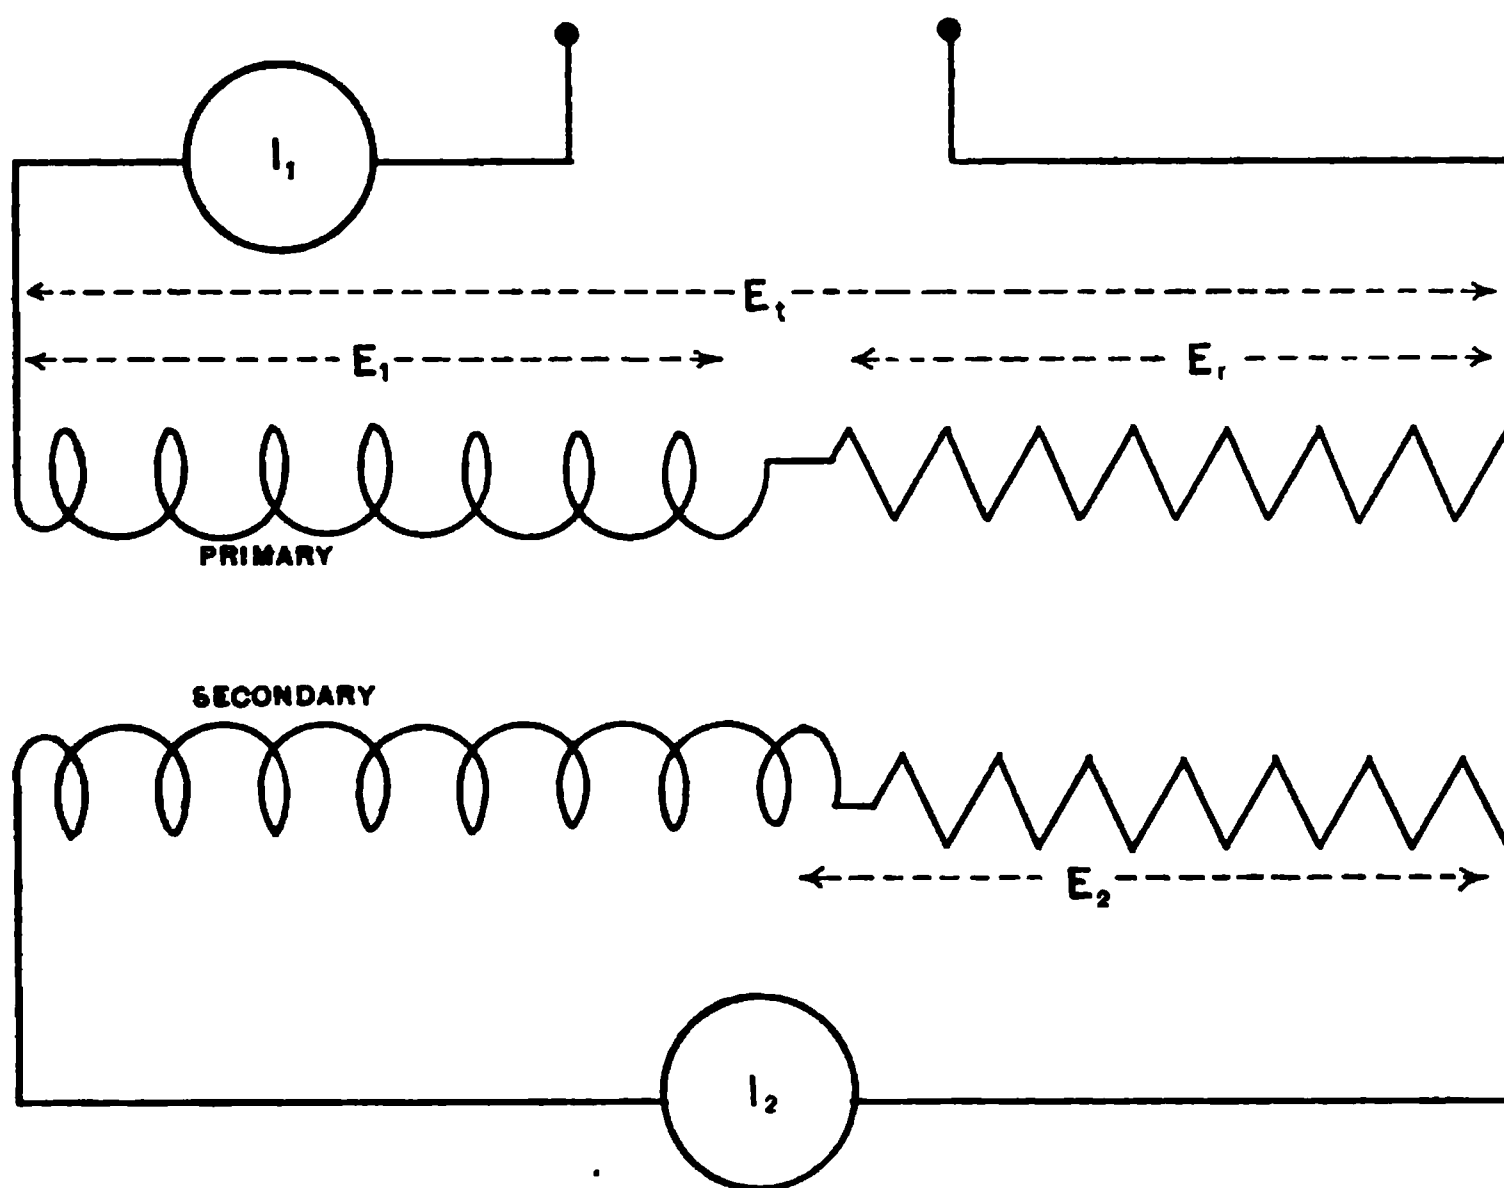 I₁
Eₜ
E₁
Eᵣ
PRIMARY
SECONDARY
E₂
I₂